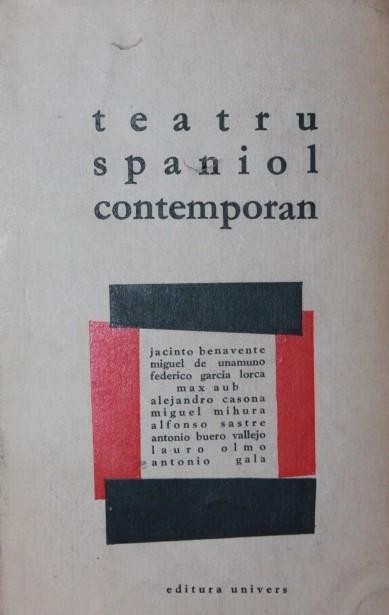 teatru
spaniol
contemporan
jacinto benavente
miguel de unamuno
federico garcía lorca
max aub
alejandro casona
miguel mihura
alfonso sastre
antonio buero vallejo
lauro olmo
antonio gala
editura univers